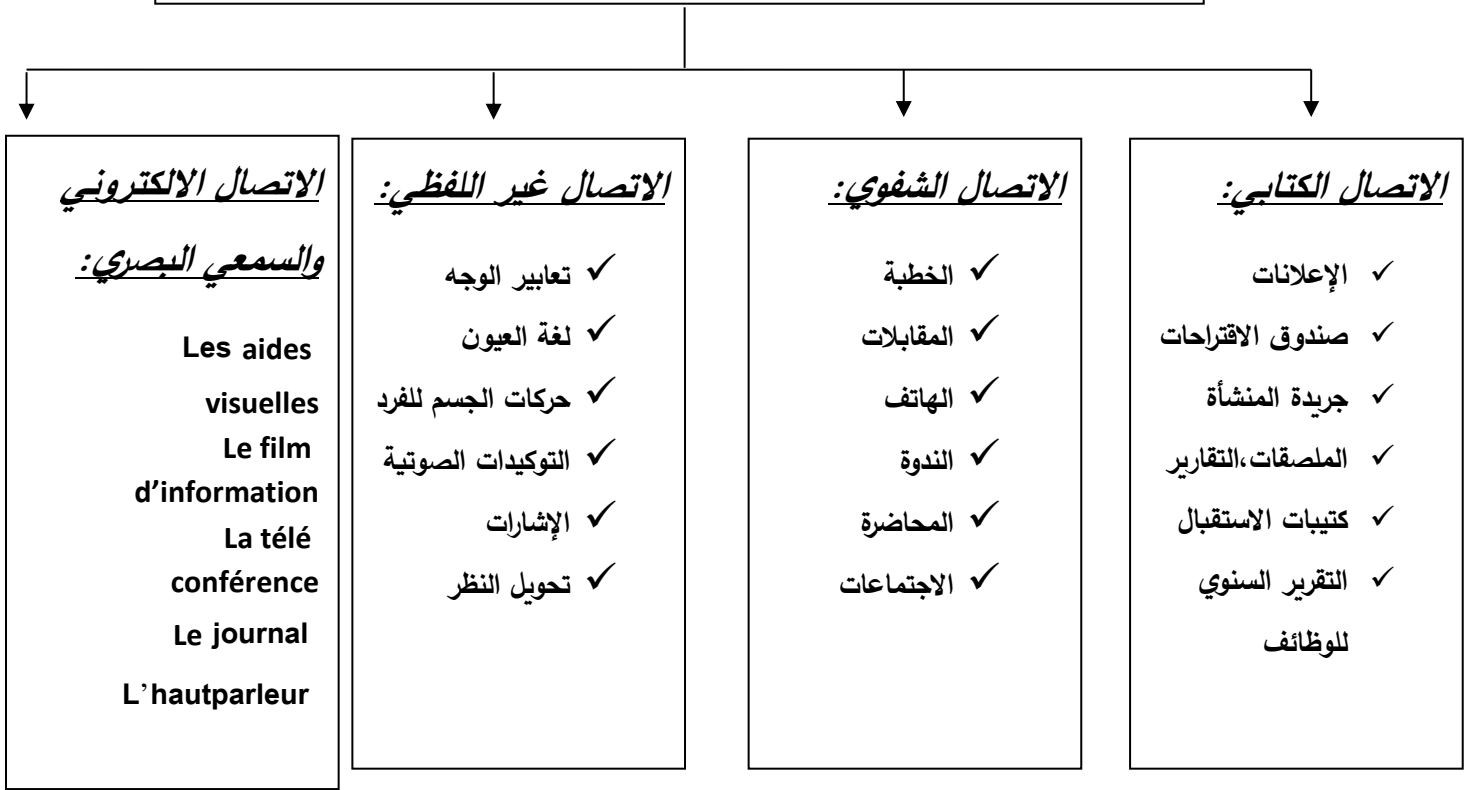 الاتصال الكتابي:
✓ الإعلانات
✓ صندوق الاقتراحات
✓ جريدة المنشأة
✓ الملصقات،التقارير
✓ كتيبات الاستقبال
✓ التقرير السنوي
للوظائف
الاتصال الشفوي:
✓ الخطبة
✓ المقابلات
✓ الهاتف
✓ الندوة
✓ المحاضرة
✓ الاجتماعات
الاتصال غير اللفظي:
✓ تعابير الوجه
✓ لغة العيون
✓ حركات الجسم للفرد
✓ التوكيدات الصوتية
✓ الإشارات
✓ تحويل النظر
الاتصال الالكتروني
والسمعي البصري:
Les aides
visuelles
Le film
d’information
La télé
conférence
Le journal
L’hautparleur